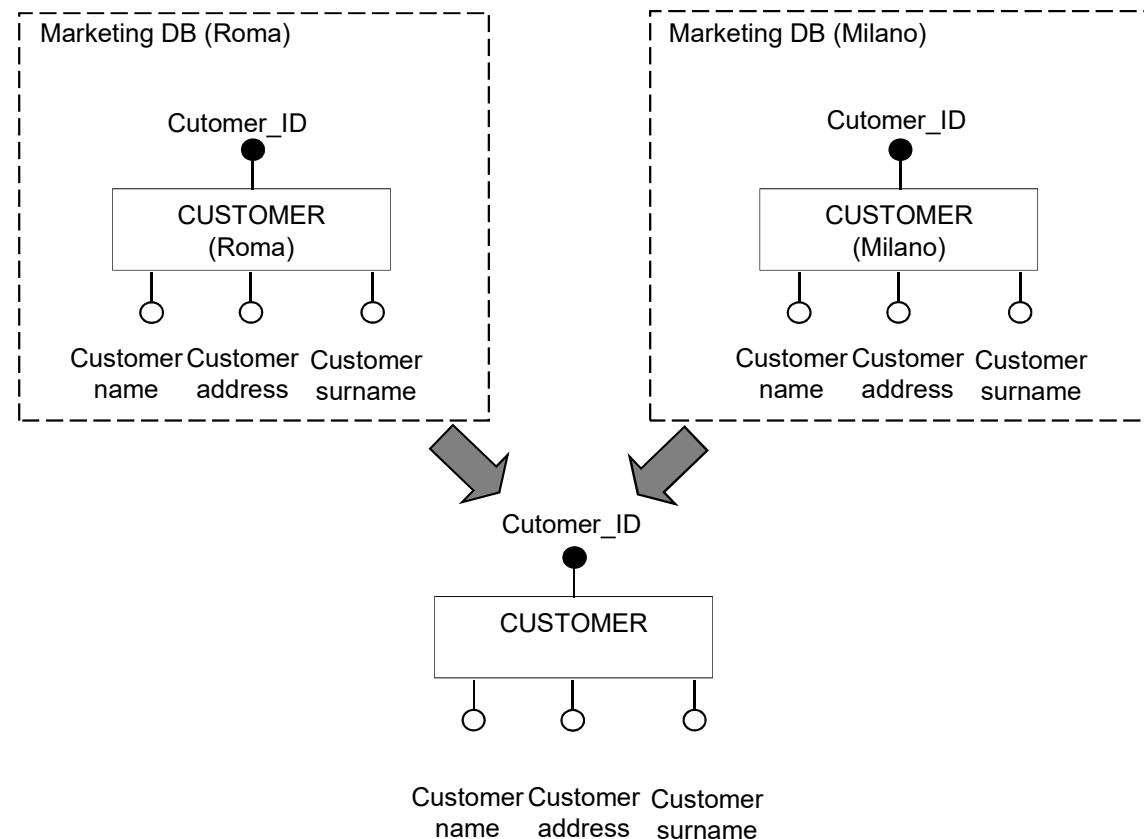 Marketing DB (Roma)
Cutomer_ID
CUSTOMER
(Roma)
Customer Customer Customer
name address surname
Marketing DB (Milano)
Cutomer_ID
CUSTOMER
(Milano)
Customer Customer Customer
name address surname
Cutomer_ID
CUSTOMER
Customer Customer Customer
name address surname